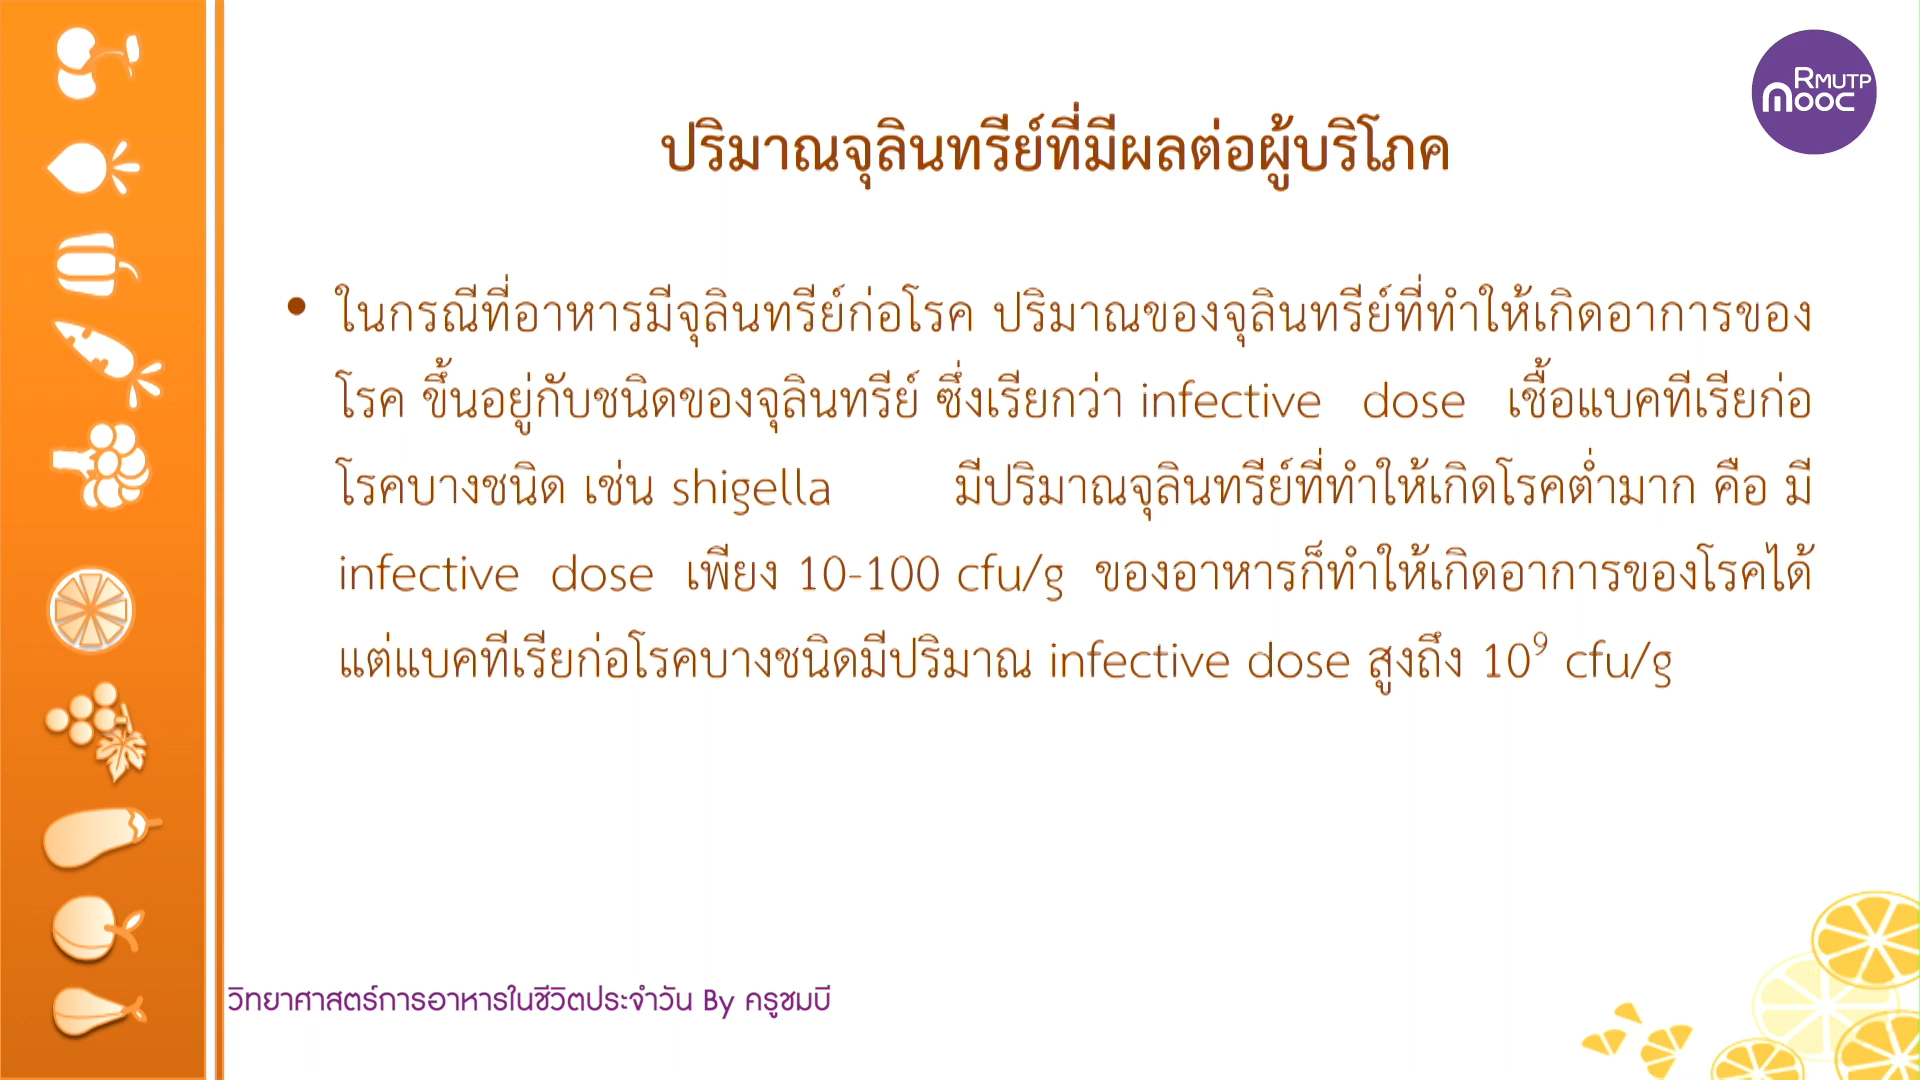 RMUTP
mooc
ปริมาณจุลินทรีย์ที่มีผลต่อผู้บริโภค
• ในกรณีที่อาหารมีจุลินทรีย์ก่อโรค ปริมาณของจุลินทรีย์ที่ทำให้เกิดอาการของ
โรค ขึ้นอยู่กับชนิดของจุลินทรีย์ ซึ่งเรียกว่า infective dose เชื้อแบคทีเรียก่อ
โรคบางชนิด เช่น shigella มีปริมาณจุลินทรีย์ที่ทำให้เกิดโรคต่ำมาก คือ มี
infective dose เพียง 10-100 cfu/g ของอาหารก็ทำให้เกิดอาการของโรคได้
แต่แบคทีเรียก่อโรคบางชนิดมีปริมาณ infective dose สูงถึง 10⁹ cfu/g
วิทยาศาสตร์การอาหารในชีวิตประจำวัน By ครูชมบี